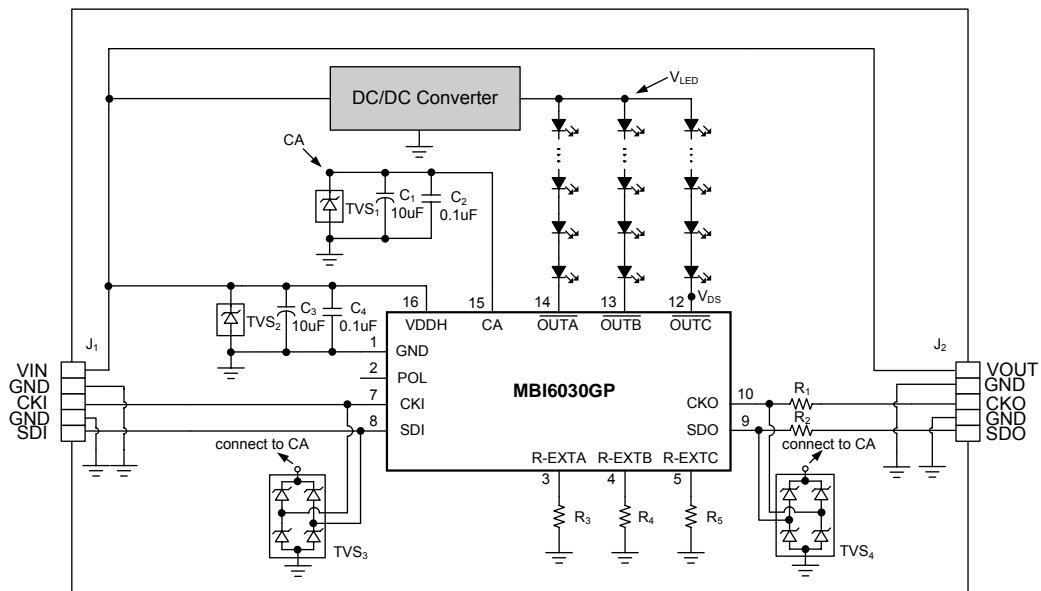 DC/DC Converter
V_LED
CA
TVS₁
C₁
10uF
C₂
0.1uF
TVS₂
C₃
10uF
C₄
0.1uF
16
VDDH
15
CA
14
OUTA
13
OUTB
12
OUTC
V_DS
J₁
VIN
GND
CKI
GND
SDI
1
GND
2
POL
7
CKI
8
SDI
MBI6030GP
CKO
10
SDO
9
R₁
R₂
J₂
VOUT
GND
CKO
GND
SDO
connect to CA
connect to CA
R-EXTA
R-EXTB
R-EXTC
3
4
5
R₃
R₄
R₅
TVS₃
TVS₄